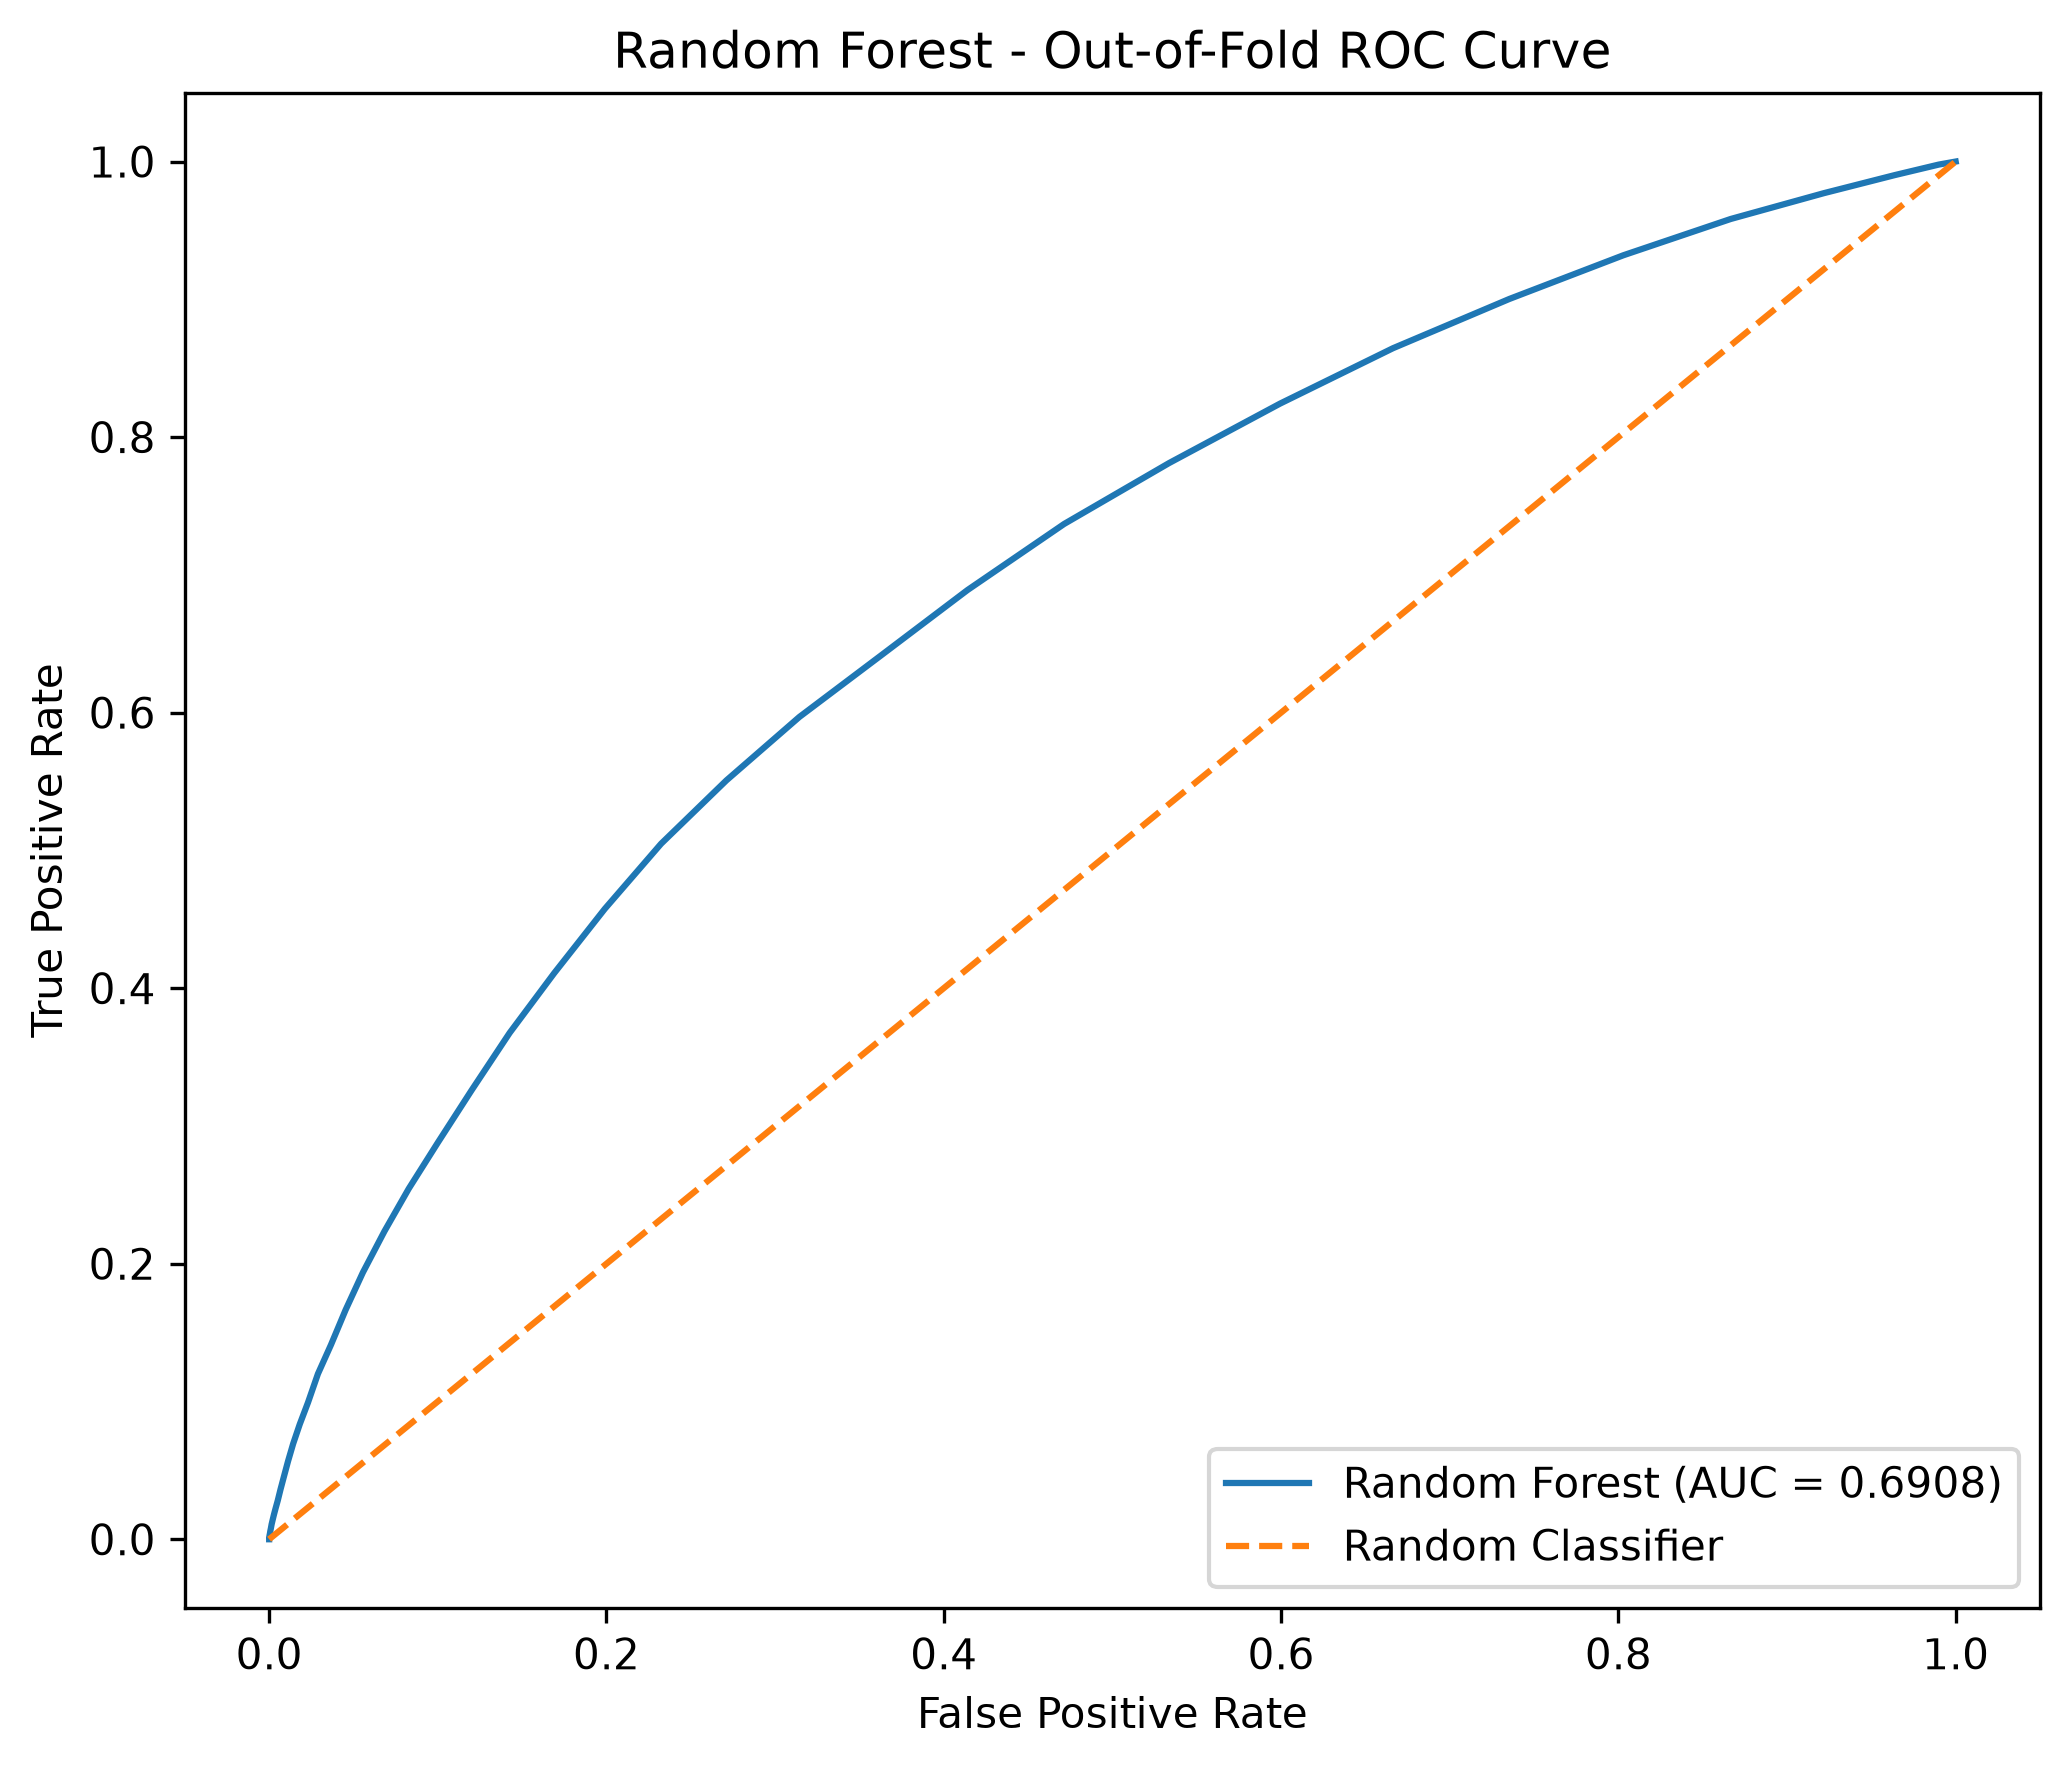 Random Forest - Out-of-Fold ROC Curve
1.0
0.8
0.6
0.4
0.2
0.0
True Positive Rate
Random Forest (AUC = 0.6908)
Random Classifier
0.0 0.2 0.4 0.6 0.8 1.0
False Positive Rate